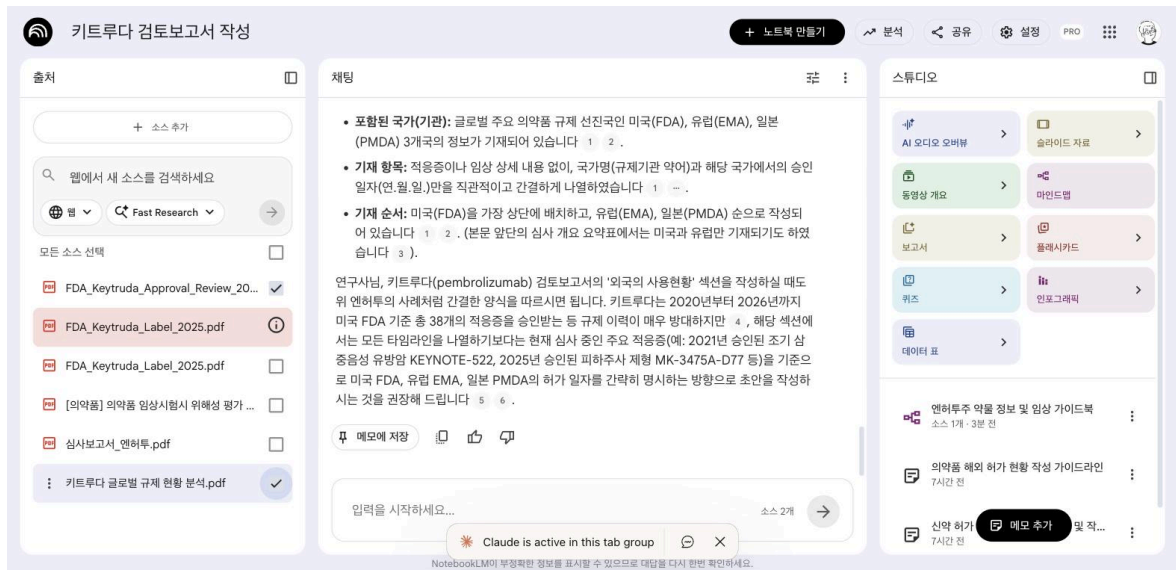 키트루다 검토보고서 작성
+ 노트북 만들기
분석
공유
설정
PRO
출처
+ 소스 추가
웹에서 새 소스를 검색하세요
웹
Fast Research
모든 소스 선택
FDA_Keytruda_Approval_Review_20...
FDA_Keytruda_Label_2025.pdf
FDA_Keytruda_Label_2025.pdf
[의약품] 의약품 임상시험시 위해성 평가 ...
심사보고서_엔허투.pdf
키트루다 글로벌 규제 현황 분석.pdf
채팅
• 포함된 국가(기관): 글로벌 주요 의약품 규제 선진국인 미국(FDA), 유럽(EMA), 일본
(PMDA) 3개국의 정보가 기재되어 있습니다 1 2 .
• 기재 항목: 적응증이나 임상 상세 내용 없이, 국가명(규제기관 약어)과 해당 국가에서의 승인
일자(연.월.일.)만을 직관적이고 간결하게 나열하였습니다 1 ... .
• 기재 순서: 미국(FDA)을 가장 상단에 배치하고, 유럽(EMA), 일본(PMDA) 순으로 작성되
어 있습니다 1 2 . (본문 앞단의 심사 개요 요약표에서는 미국과 유럽만 기재되기도 하였
습니다 3 ).
연구사님, 키트루다(pembrolizumab) 검토보고서의 '외국의 사용현황' 섹션을 작성하실 때도
위 엔허투의 사례처럼 간결한 양식을 따르시면 됩니다. 키트루다는 2020년부터 2026년까지
미국 FDA 기준 총 38개의 적응증을 승인받는 등 규제 이력이 매우 방대하지만 4 , 해당 섹션에
서는 모든 타임라인을 나열하기보다는 현재 심사 중인 주요 적응증(예: 2021년 승인된 조기 삼
중음성 유방암 KEYNOTE-522, 2025년 승인된 피하주사 제형 MK-3475A-D77 등)을 기준으
로 미국 FDA, 유럽 EMA, 일본 PMDA의 허가 일자를 간략히 명시하는 방향으로 초안을 작성하
시는 것을 권장해 드립니다 5 6 .
메모에 저장
입력을 시작하세요...
소스 2개
Claude is active in this tab group
NotebookLM이 부정확한 정보를 표시할 수 있으므로 대답을 다시 한번 확인하세요.
스튜디오
AI 오디오 오버뷰
슬라이드 자료
동영상 개요
마인드맵
보고서
플래시카드
퀴즈
인포그래픽
데이터 표
엔허투주 약물 정보 및 임상 가이드북
소스 1개 · 3분 전
의약품 해외 허가 현황 작성 가이드라인
7시간 전
신약 허가
및 작...
7시간 전
메모 추가